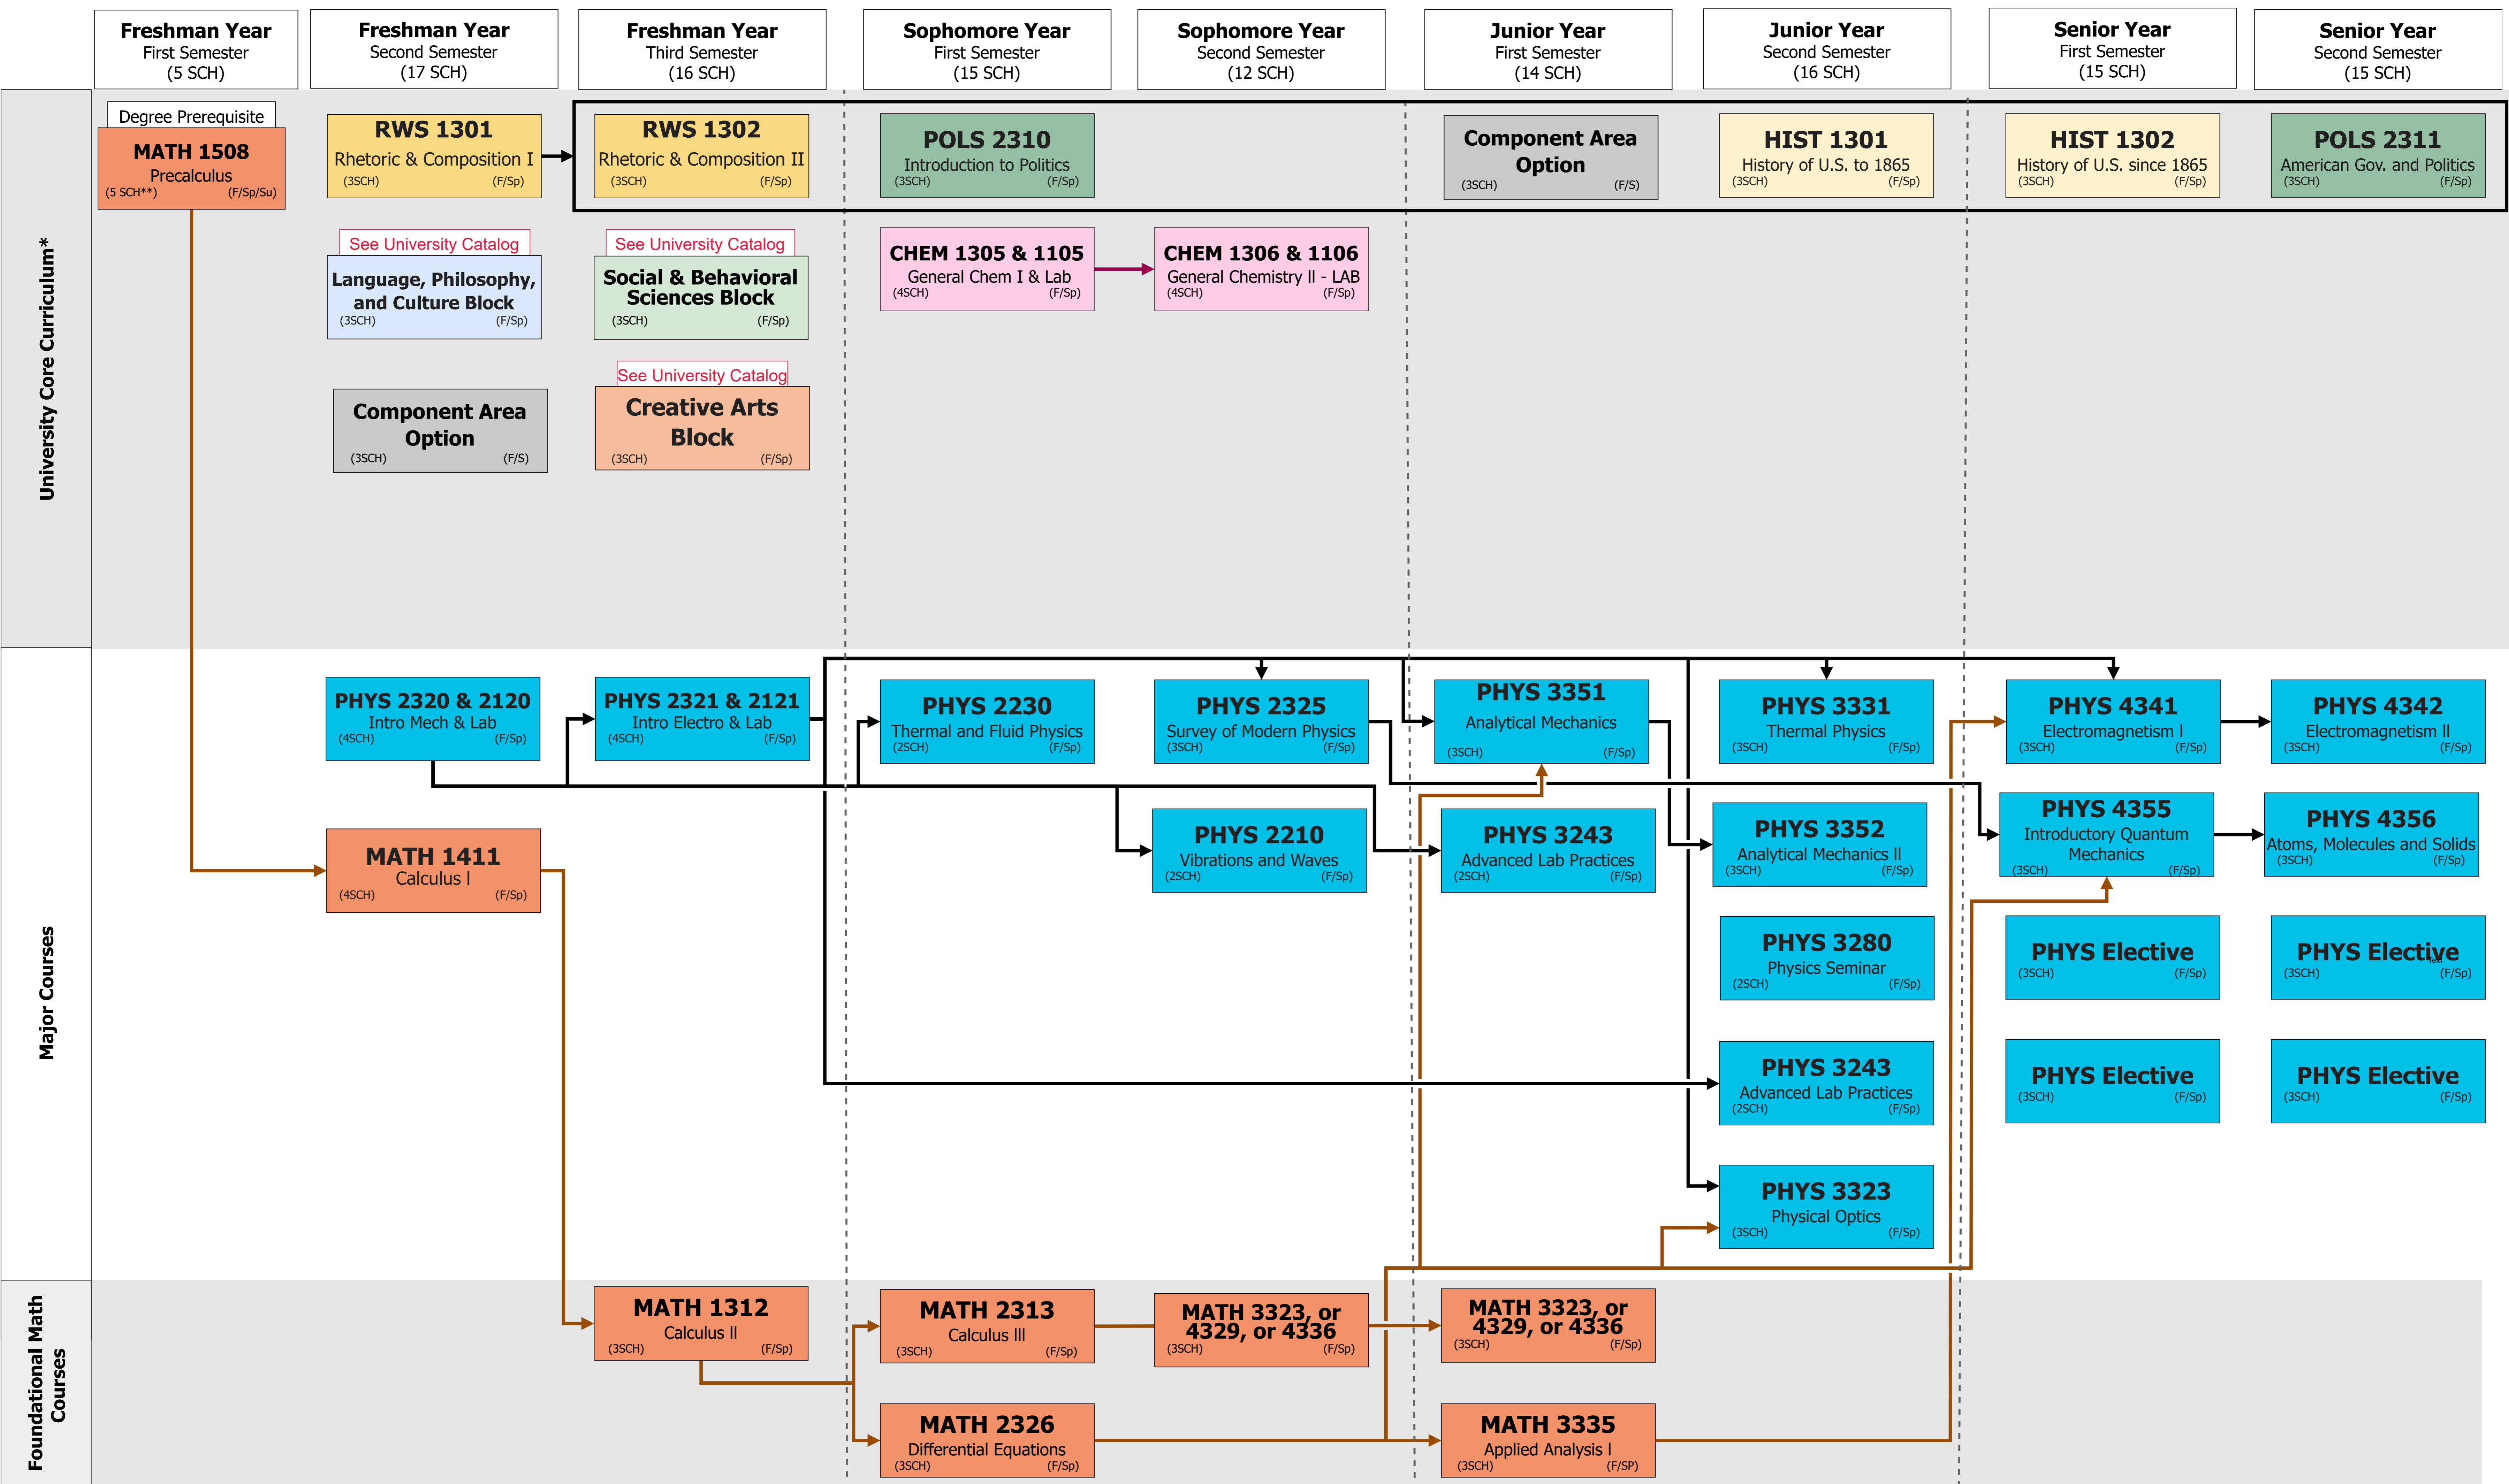 Freshman Year
First Semester
(5 SCH)
Freshman Year
Second Semester
(17 SCH)
Freshman Year
Third Semester
(16 SCH)
Sophomore Year
First Semester
(15 SCH)
Sophomore Year
Second Semester
(12 SCH)
Junior Year
First Semester
(14 SCH)
Junior Year
Second Semester
(16 SCH)
Senior Year
First Semester
(15 SCH)
Senior Year
Second Semester
(15 SCH)
University Core Curriculum*
Degree Prerequisite
MATH 1508
Precalculus
(5 SCH**) (F/Sp/Su)
RWS 1301
Rhetoric & Composition I
(3SCH) (F/Sp)
RWS 1302
Rhetoric & Composition II
(3SCH) (F/Sp)
POLS 2310
Introduction to Politics
(3SCH) (F/Sp)
Component Area
Option
(3SCH) (F/S)
HIST 1301
History of U.S. to 1865
(3SCH) (F/Sp)
HIST 1302
History of U.S. since 1865
(3SCH) (F/Sp)
POLS 2311
American Gov. and Politics
(3SCH) (F/Sp)
See University Catalog
Language, Philosophy,
and Culture Block
(3SCH) (F/Sp)
See University Catalog
Social & Behavioral
Sciences Block
(3SCH) (F/Sp)
CHEM 1305 & 1105
General Chem I & Lab
(4SCH) (F/Sp)
CHEM 1306 & 1106
General Chemistry II - LAB
(4SCH) (F/Sp)
Component Area
Option
(3SCH) (F/S)
See University Catalog
Creative Arts
Block
(3SCH) (F/Sp)
Major Courses
PHYS 2320 & 2120
Intro Mech & Lab
(4SCH) (F/Sp)
PHYS 2321 & 2121
Intro Electro & Lab
(4SCH) (F/Sp)
PHYS 2230
Thermal and Fluid Physics
(2SCH) (F/Sp)
PHYS 2325
Survey of Modern Physics
(3SCH) (F/Sp)
PHYS 3351
Analytical Mechanics
(3SCH) (F/Sp)
PHYS 3331
Thermal Physics
(3SCH) (F/Sp)
PHYS 4341
Electromagnetism I
(3SCH) (F/Sp)
PHYS 4342
Electromagnetism II
(3SCH) (F/Sp)
MATH 1411
Calculus I
(4SCH) (F/Sp)
PHYS 2210
Vibrations and Waves
(2SCH) (F/Sp)
PHYS 3243
Advanced Lab Practices
(2SCH) (F/Sp)
PHYS 3352
Analytical Mechanics II
(3SCH) (F/Sp)
PHYS 4355
Introductory Quantum
Mechanics
(3SCH) (F/Sp)
PHYS 4356
Atoms, Molecules and Solids
(3SCH) (F/Sp)
PHYS 3280
Physics Seminar
(2SCH) (F/Sp)
PHYS Elective
(3SCH) (F/Sp)
PHYS Elective
Text
(3SCH) (F/Sp)
PHYS 3243
Advanced Lab Practices
(2SCH) (F/Sp)
PHYS Elective
(3SCH) (F/Sp)
PHYS Elective
(3SCH) (F/Sp)
PHYS 3323
Physical Optics
(3SCH) (F/Sp)
Foundational Math
Courses
MATH 1312
Calculus II
(3SCH) (F/Sp)
MATH 2313
Calculus III
(3SCH) (F/Sp)
MATH 3323, or
4329, or 4336
(3SCH) (F/Sp)
MATH 3323, or
4329, or 4336
(3SCH) (F/Sp)
MATH 2326
Differential Equations
(3SCH) (F/Sp)
MATH 3335
Applied Analysis I
(3SCH) (F/SP)